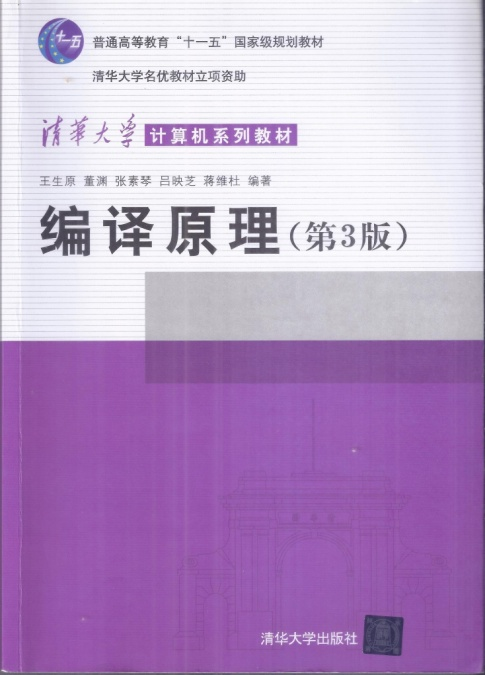 十一五
普通高等教育“十一五”国家级规划教材
清华大学名优教材立项资助
清华大学 计算机系列教材
王生原 董渊 张素琴 吕映芝 蒋维杜 编著
编译原理(第3版)
清华大学出版社